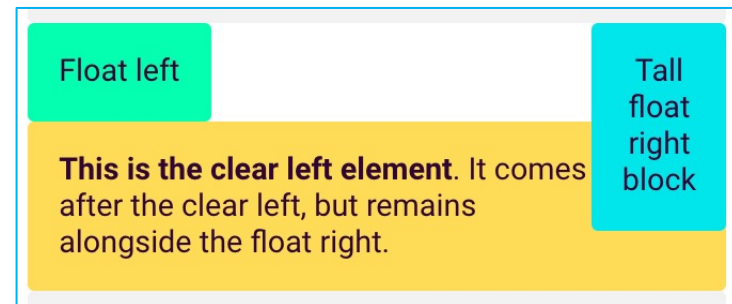 Float left
Tall
float
right
block
This is the clear left element. It comes
after the clear left, but remains
alongside the float right.